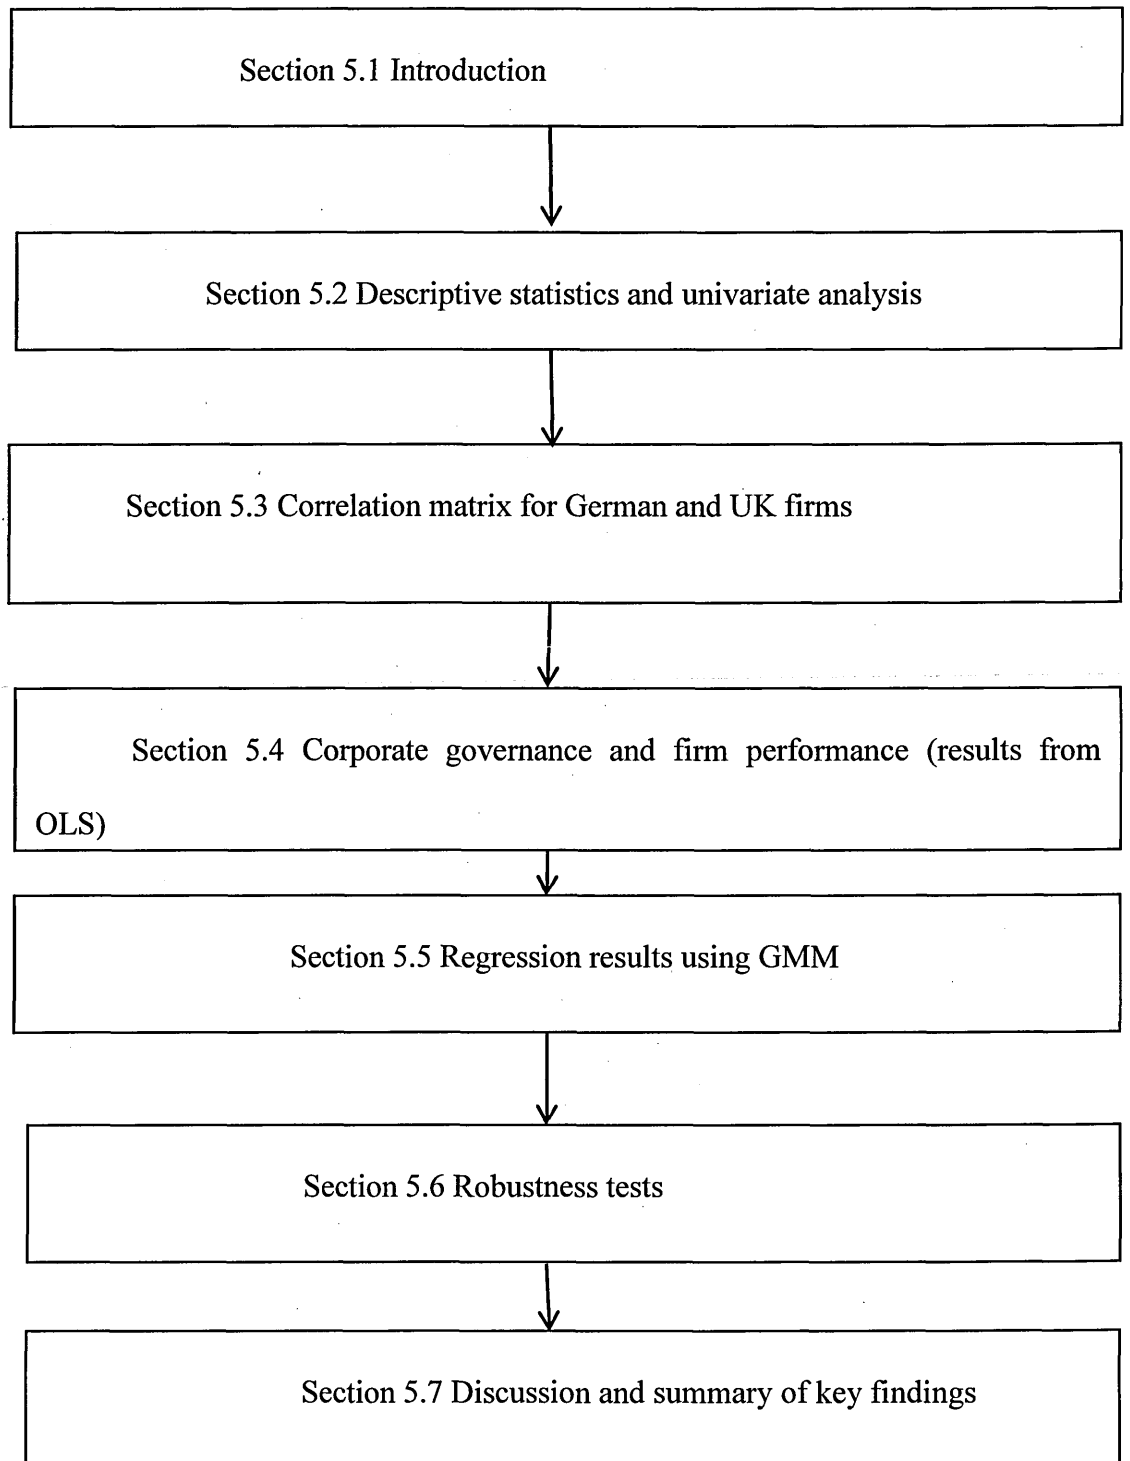 Section 5.1 Introduction
Section 5.2 Descriptive statistics and univariate analysis
Section 5.3 Correlation matrix for German and UK firms
Section 5.4 Corporate governance and firm performance (results from
OLS)
Section 5.5 Regression results using GMM
Section 5.6 Robustness tests
Section 5.7 Discussion and summary of key findings